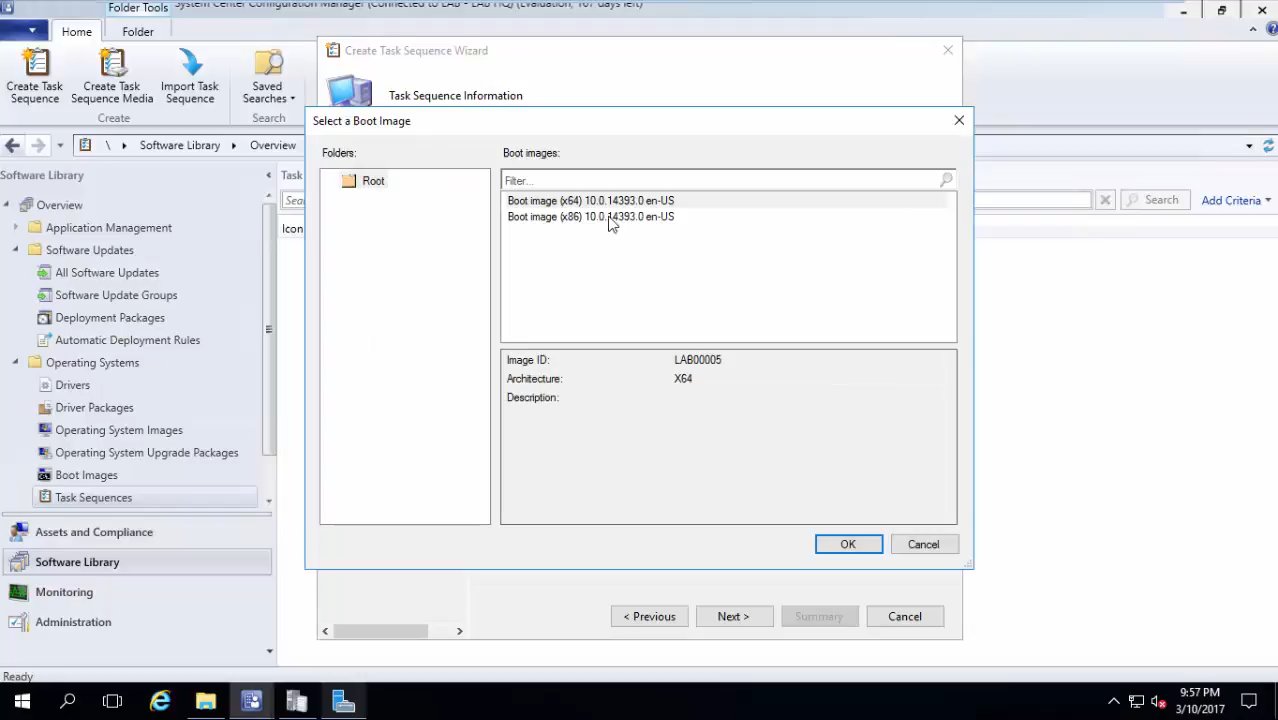 Folder Tools
System Center Configuration Manager (Connected to LAB - LAB HQ) (Evaluation, 167 days left)
Home
Folder
Create Task
Sequence
Create Task
Sequence Media
Import Task
Sequence
Saved
Searches
Create
Search
\
Software Library
Overview
Software Library
Overview
Application Management
Software Updates
All Software Updates
Software Update Groups
Deployment Packages
Automatic Deployment Rules
Operating Systems
Drivers
Driver Packages
Operating System Images
Operating System Upgrade Packages
Boot Images
Task Sequences
Assets and Compliance
Software Library
Monitoring
Administration
Task
Sear
Icon
Search
Add Criteria
Create Task Sequence Wizard
Task Sequence Information
Select a Boot Image
Folders:
Root
Boot images:
Filter...
Boot image (x64) 10.0.14393.0 en-US
Boot image (x86) 10.0.14393.0 en-US
Image ID: LAB00005
Architecture: X64
Description:
OK
Cancel
< Previous
Next >
Summary
Cancel
Ready
9:57 PM
3/10/2017